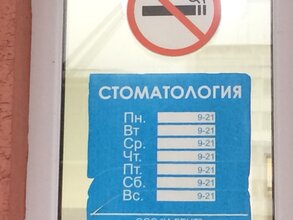 СТОМАТОЛОГИЯ
Пн. 9-21
Вт 9-21
Ср. 9-21
Чт. 9-21
Пт. 9-21
Сб. 9-21
Вс. 9-21